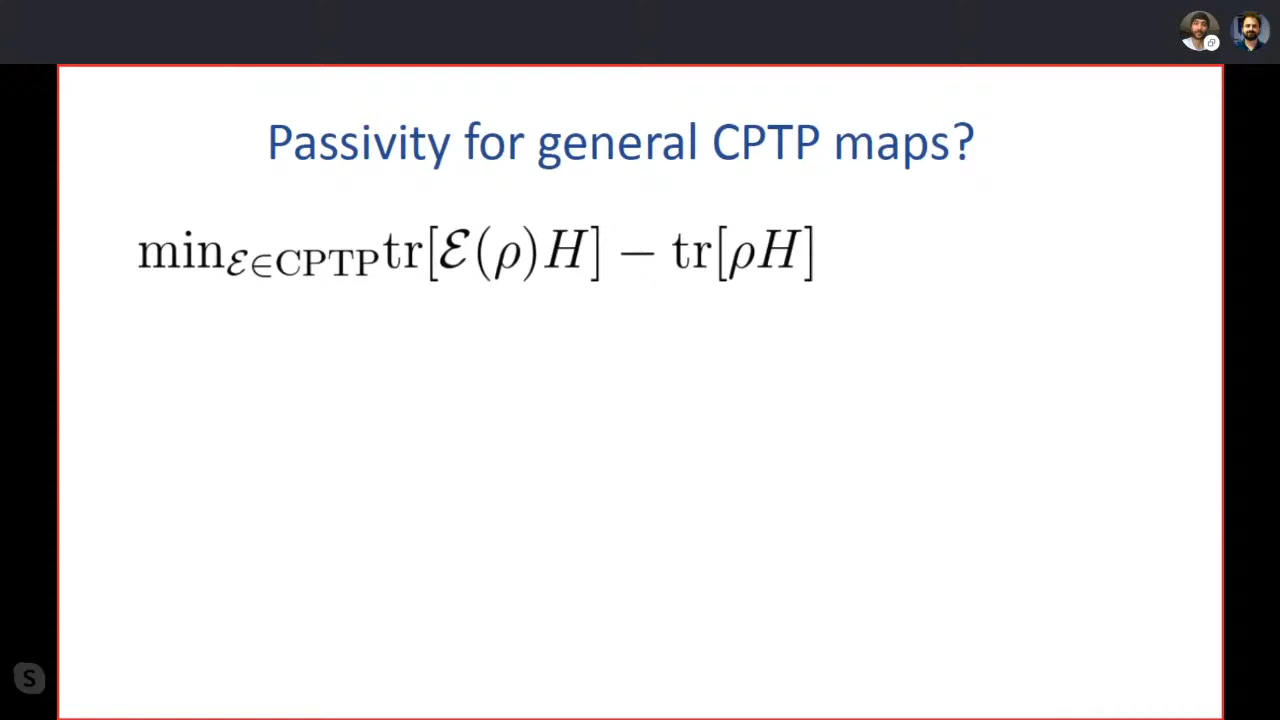 Passivity for general CPTP maps?
min_{ℰ∈CPTP} tr[ℰ(ρ)H] − tr[ρH]
S